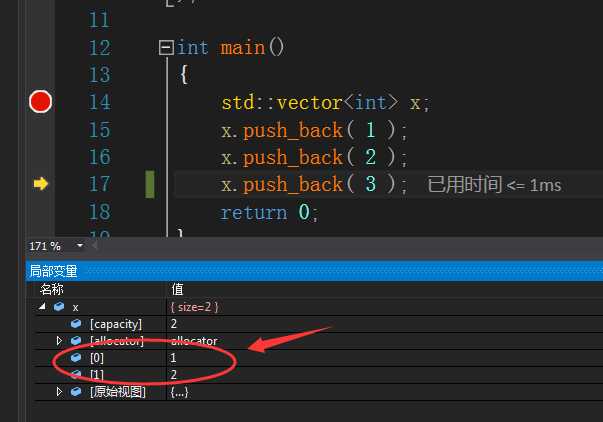 };
11
12 int main()
13 {
14 std::vector<int> x;
15 x.push_back( 1 );
16 x.push_back( 2 );
17 x.push_back( 3 ); 已用时间 <= 1ms
18 return 0;
171 %
局部变量
名称 值
x { size=2 }
[capacity] 2
[allocator] allocator
[0] 1
[1] 2
[原始视图] {...}